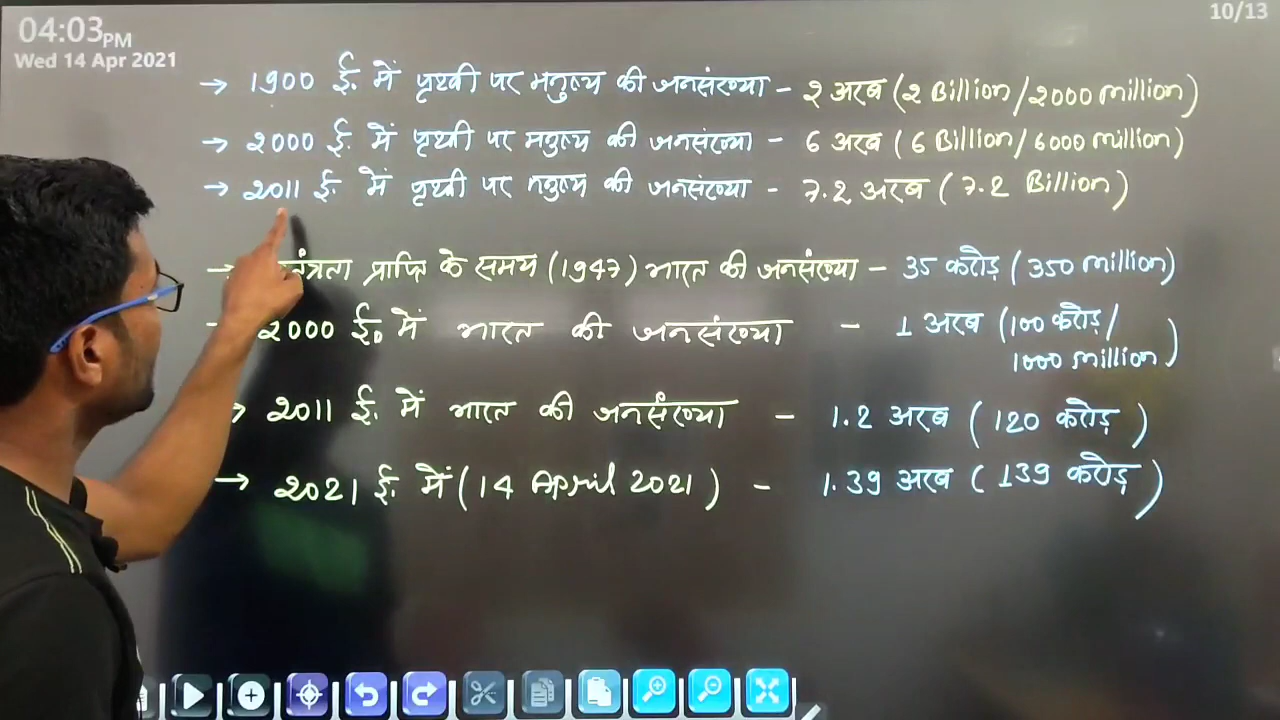 04:03PM
Wed 14 Apr 2021
10/13
→ 1900 ई. में पृथ्वी पर मनुष्य की जनसंख्या - 2 अरब (2 Billion/2000 million)
→ 2000 ई. में पृथ्वी पर मनुष्य की जनसंख्या - 6 अरब (6 Billion/6000 million)
→ 2011 ई. में पृथ्वी पर मनुष्य की जनसंख्या - 7.2 अरब (7.2 Billion)
→ प्राप्ति के समय (1947) भारत की जनसंख्या - 35 करोड़ (350 million)
- 2000 ई० में भारत की जनसंख्या - 1 अरब (100 करोड़/
1000 million)
→ 2011 ई. में भारत की जनसंख्या - 1.2 अरब (120 करोड़)
→ 2021 ई. में (14 April 2021) - 1.39 अरब (139 करोड़)